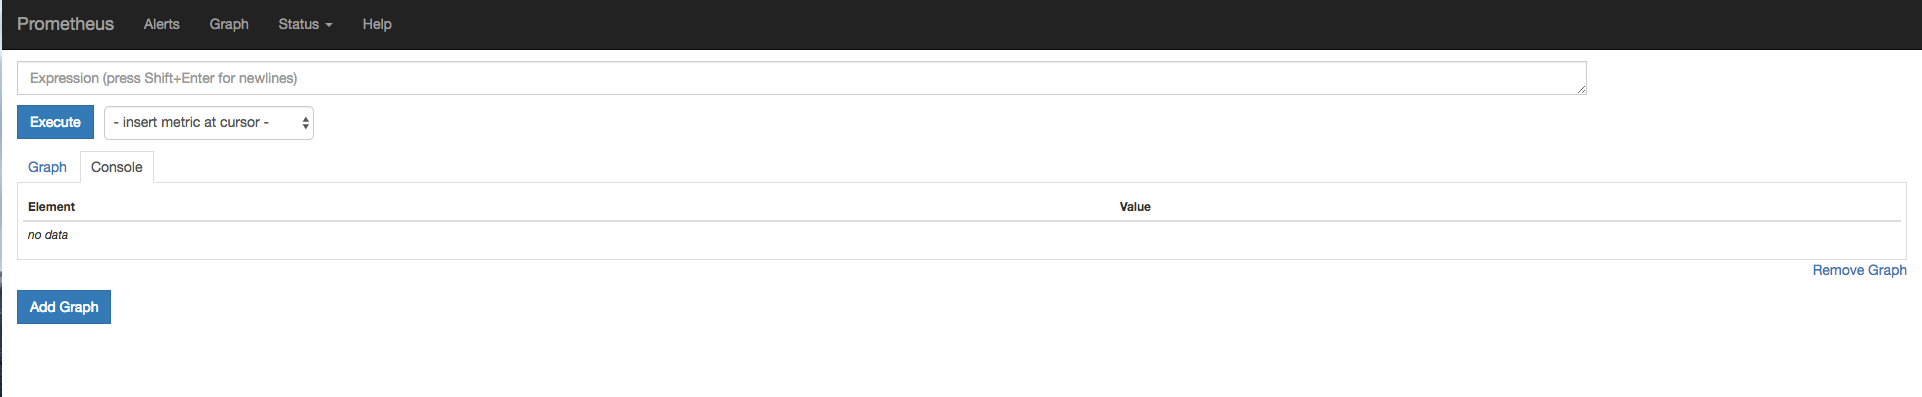 Prometheus Alerts Graph Status Help
Expression (press Shift+Enter for newlines)
Execute - insert metric at cursor -
Graph Console
Element Value
no data
Remove Graph
Add Graph